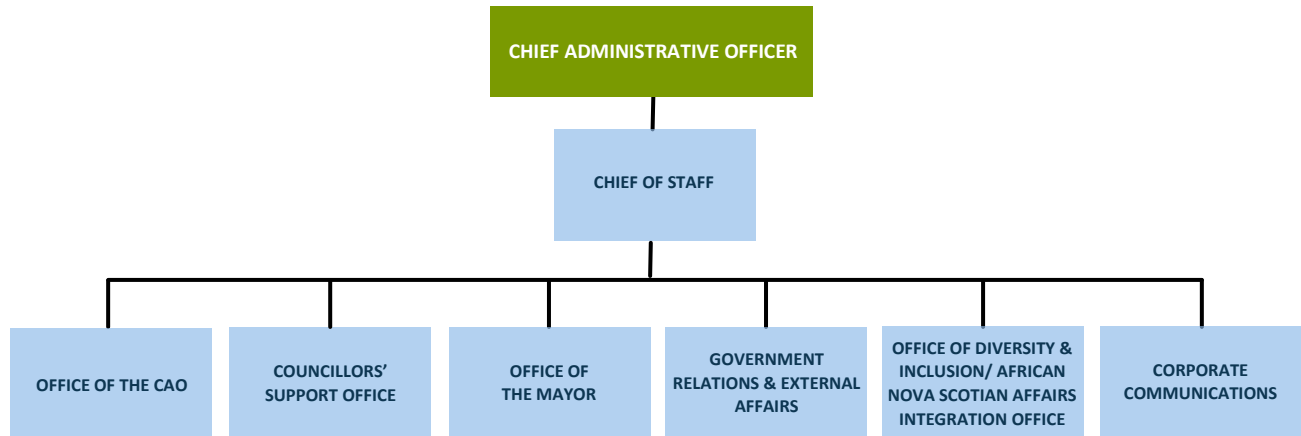 CHIEF ADMINISTRATIVE OFFICER
CHIEF OF STAFF
OFFICE OF THE CAO
COUNCILLORS’
SUPPORT OFFICE
OFFICE OF
THE MAYOR
GOVERNMENT
RELATIONS & EXTERNAL
AFFAIRS
OFFICE OF DIVERSITY &
INCLUSION/ AFRICAN
NOVA SCOTIAN AFFAIRS
INTEGRATION OFFICE
CORPORATE
COMMUNICATIONS